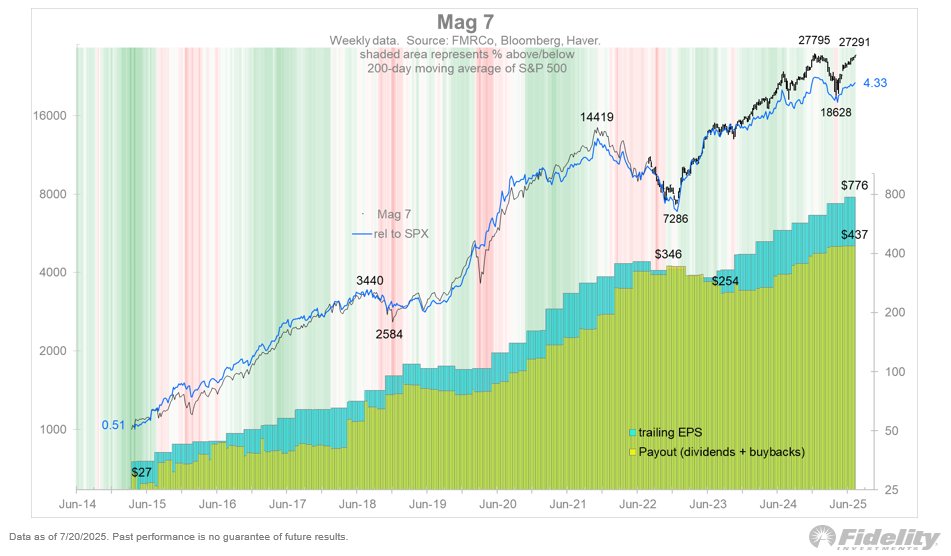 Mag 7
Weekly data. Source: FMRCo, Bloomberg, Haver.
shaded area represents % above/below
200-day moving average of S&P 500
27795
27291
4.33
18628
16000
14419
8000
7286
Mag 7
rel to SPX
$776
800
$437
$346
400
$254
4000
3440
2584
200
2000
100
1000
0.51
trailing EPS
50
Payout (dividends + buybacks)
$27
25
Jun-14 Jun-15 Jun-16 Jun-17 Jun-18 Jun-19 Jun-20 Jun-21 Jun-22 Jun-23 Jun-24 Jun-25
Data as of 7/20/2025. Past performance is no guarantee of future results.
Fidelity
INVESTMENTS